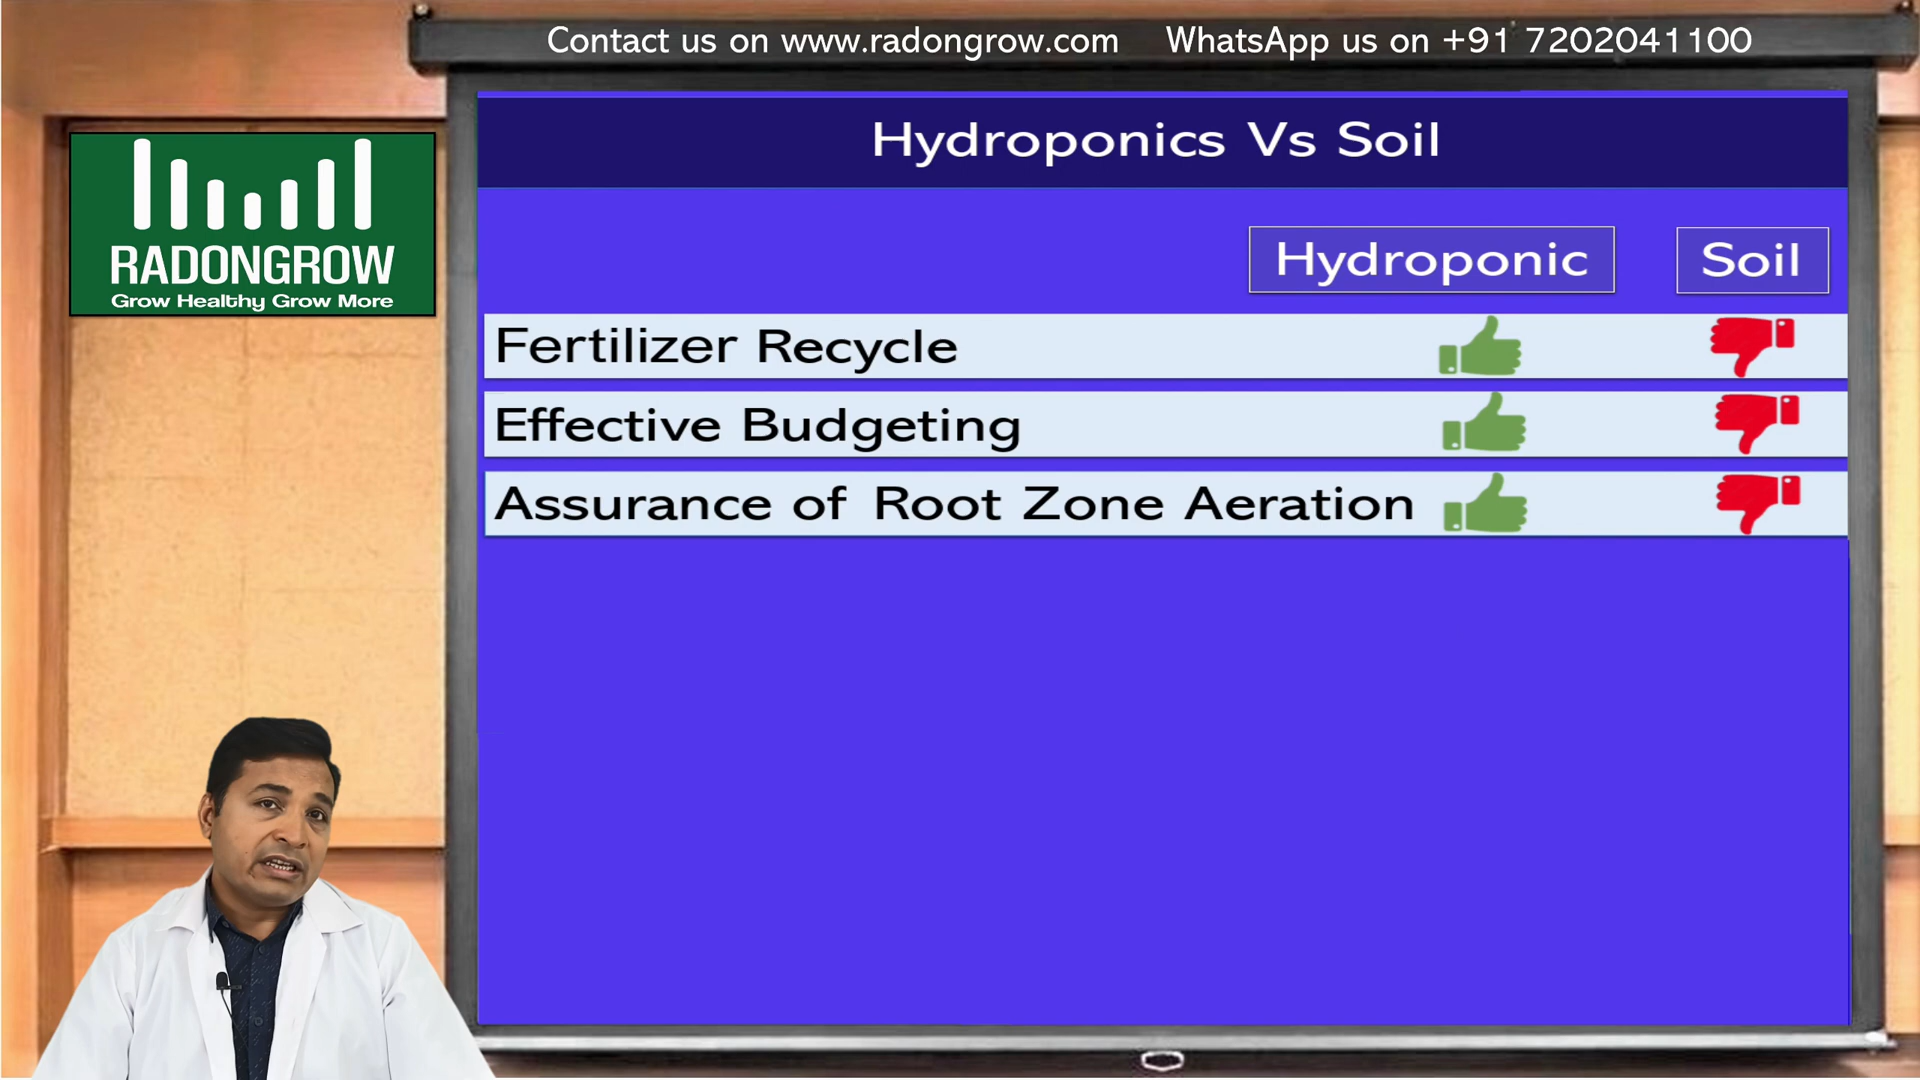 Contact us on www.radongrow.com WhatsApp us on +91 7202041100
RADONGROW
Grow Healthy Grow More
Hydroponics Vs Soil
Hydroponic Soil
Fertilizer Recycle
Effective Budgeting
Assurance of Root Zone Aeration